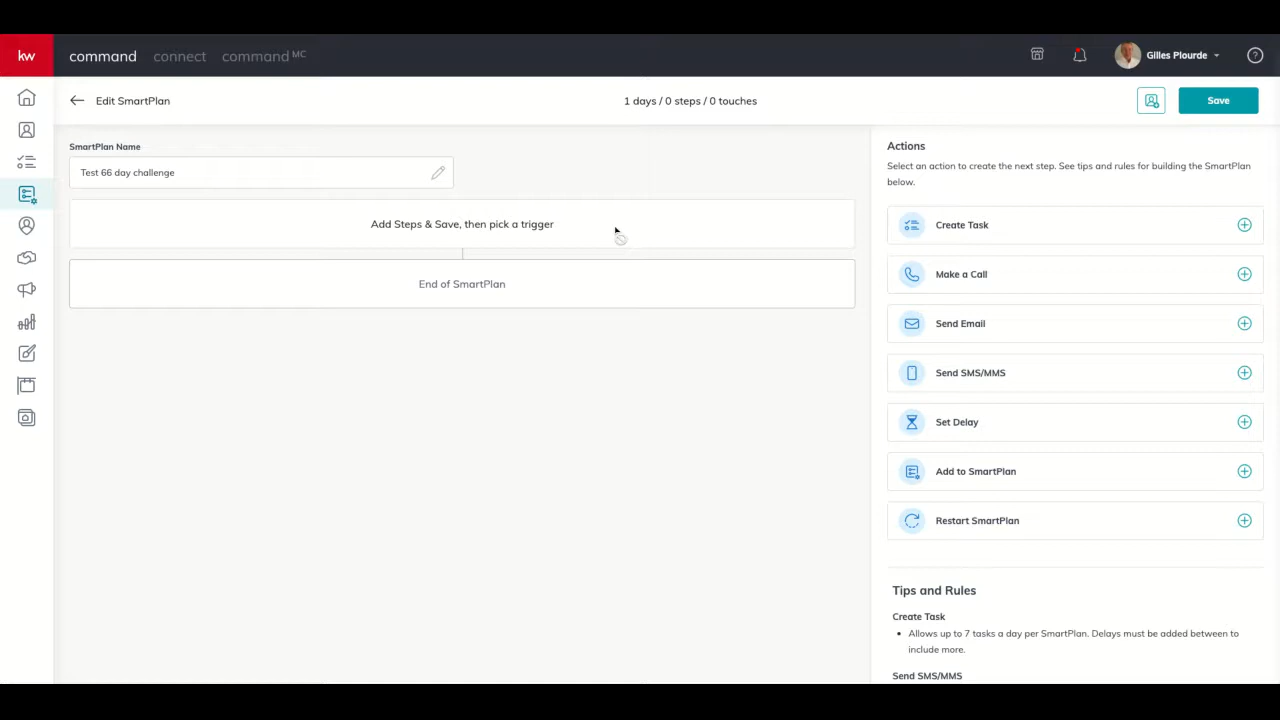 kw
command
connect
command MC
Gilles Plourde
?
Edit SmartPlan
1 days / 0 steps / 0 touches
Save
SmartPlan Name
Test 66 day challenge
Add Steps & Save, then pick a trigger
End of SmartPlan
Actions
Select an action to create the next step. See tips and rules for building the SmartPlan
below.
Create Task
Make a Call
Send Email
Send SMS/MMS
Set Delay
Add to SmartPlan
Restart SmartPlan
Tips and Rules
Create Task
• Allows up to 7 tasks a day per SmartPlan. Delays must be added between to
include more.
Send SMS/MMS